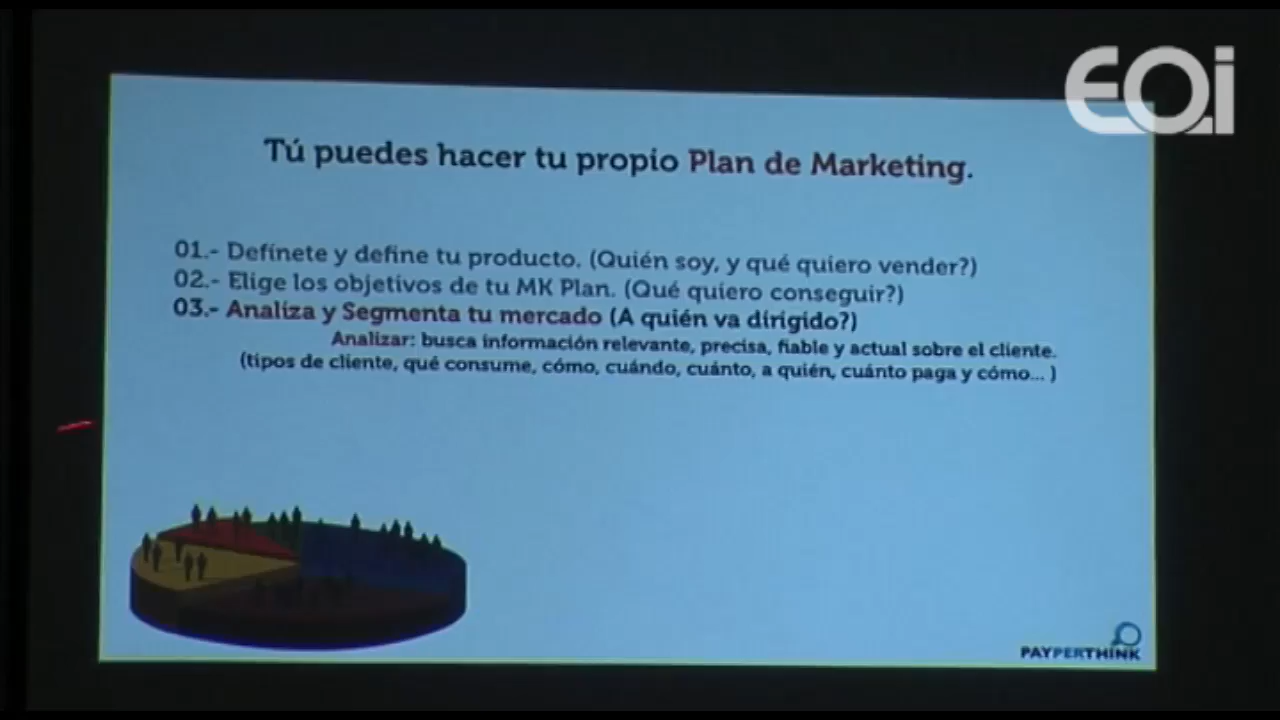 EOi
Tú puedes hacer tu propio Plan de Marketing.
01.- Defínete y define tu producto. (Quién soy, y qué quiero vender?)
02.- Elige los objetivos de tu MK Plan. (Qué quiero conseguir?)
03.- Analiza y Segmenta tu mercado (A quién va dirigido?)
Analizar: busca información relevante, precisa, fiable y actual sobre el cliente.
(tipos de cliente, qué consume, cómo, cuándo, cuánto, a quién, cuánto paga y cómo... )
PAYPERTHINK